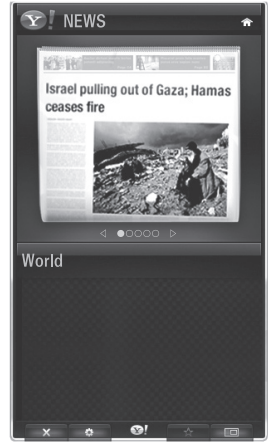 Y! NEWS
Israel pulling out of Gaza; Hamas
ceases fire
World
Y!